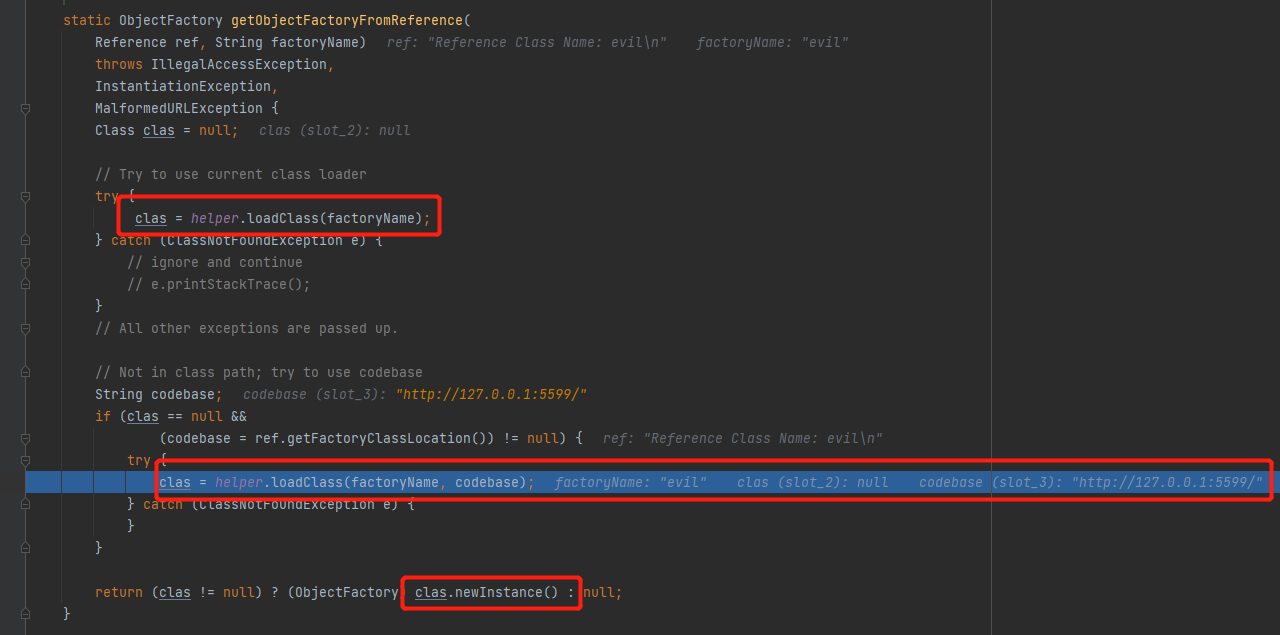 static ObjectFactory getObjectFactoryFromReference(
Reference ref, String factoryName) ref: "Reference Class Name: evil\n" factoryName: "evil"
throws IllegalAccessException,
InstantiationException,
MalformedURLException {
Class clas = null; clas (slot_2): null
// Try to use current class loader
try {
clas = helper.loadClass(factoryName);
} catch (ClassNotFoundException e) {
// ignore and continue
// e.printStackTrace();
}
// All other exceptions are passed up.
// Not in class path; try to use codebase
String codebase; codebase (slot_3): "http://127.0.0.1:5599/"
if (clas == null &&
(codebase = ref.getFactoryClassLocation()) != null) { ref: "Reference Class Name: evil\n"
try {
clas = helper.loadClass(factoryName, codebase); factoryName: "evil" clas (slot_2): null codebase (slot_3): "http://127.0.0.1:5599/"
} catch (ClassNotFoundException e) {
}
}
return (clas != null) ? (ObjectFactory) clas.newInstance() : null;
}